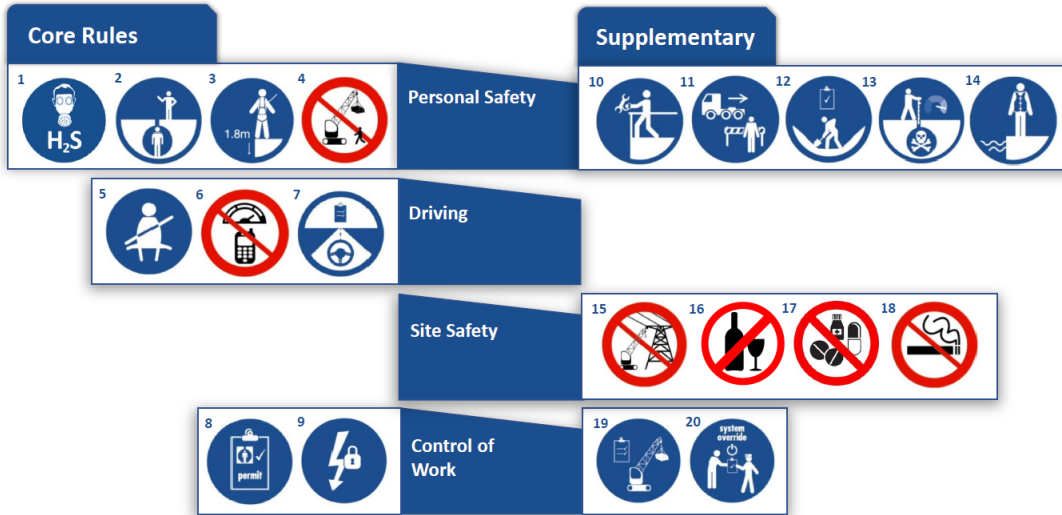 Core Rules
Supplementary
1
2
3
4
H₂S
1.8m
Personal Safety
10
11
12
13
14
5
6
7
Driving
Site Safety
15
16
17
18
8
9
permit
Control of
Work
19
20
system
override